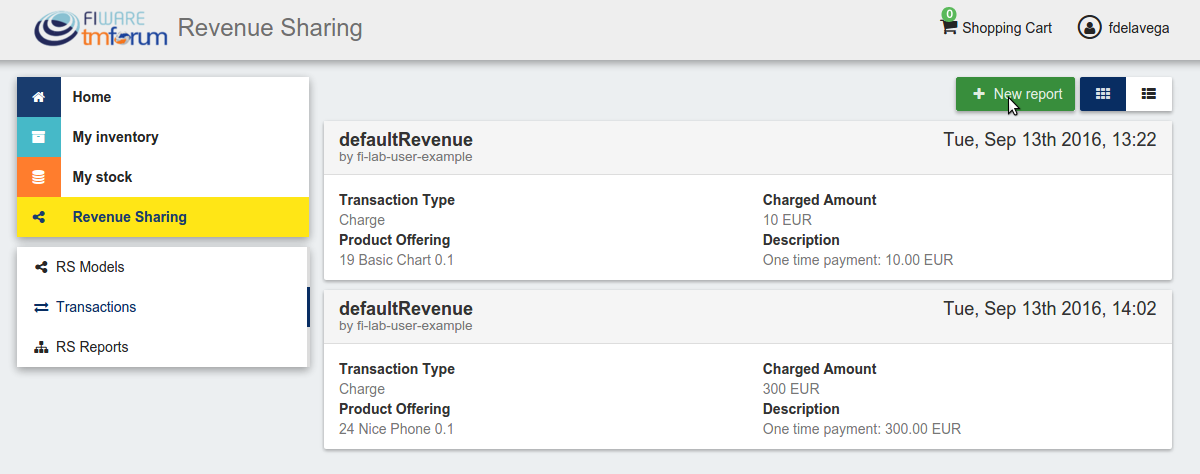 FIWARE
tmforum
Revenue Sharing
0
Shopping Cart
fdelavega
Home
My inventory
My stock
Revenue Sharing
RS Models
Transactions
RS Reports
New report
defaultRevenue
Tue, Sep 13th 2016, 13:22
by fi-lab-user-example
Transaction Type
Charged Amount
Charge
10 EUR
Product Offering
Description
19 Basic Chart 0.1
One time payment: 10.00 EUR
defaultRevenue
Tue, Sep 13th 2016, 14:02
by fi-lab-user-example
Transaction Type
Charged Amount
Charge
300 EUR
Product Offering
Description
24 Nice Phone 0.1
One time payment: 300.00 EUR